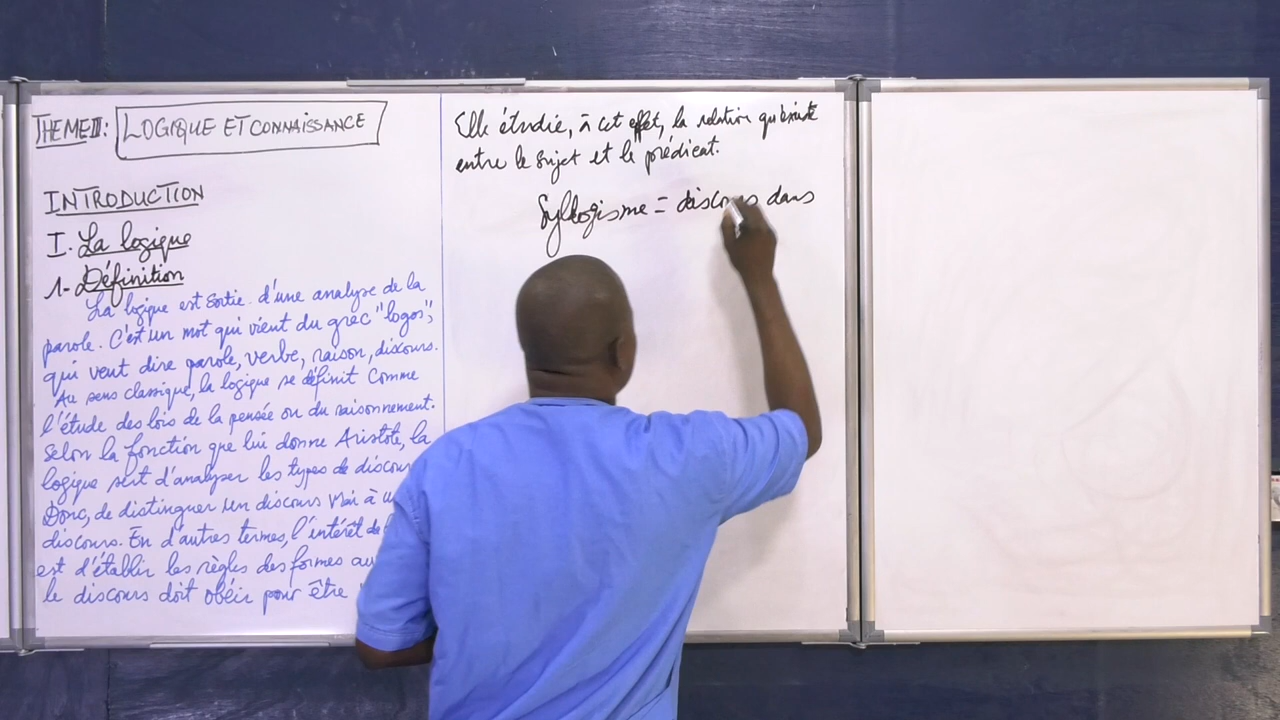 THEME II: LOGIQUE ET CONNAISSANCE
INTRODUCTION
I. La logique
1- Définition
La logique est sortie d'une analyse de la
parole. C'est un mot qui vient du grec "logos",
qui veut dire parole, verbe, raison, discours.
Au sens classique, la logique se définit comme
l'étude des lois de la pensée ou du raisonnement.
Selon la fonction que lui donne Aristote, la
logique sert d'analyser les types de discours
Donc, de distinguer un discours vrai à
discours. En d'autres termes, l'intérêt de
est d'établir les règles des formes
le discours doit obéir pour être
Elle étudie, à cet effet, la relation qu'existe
entre le sujet et le prédicat.
Syllogisme = discours dans